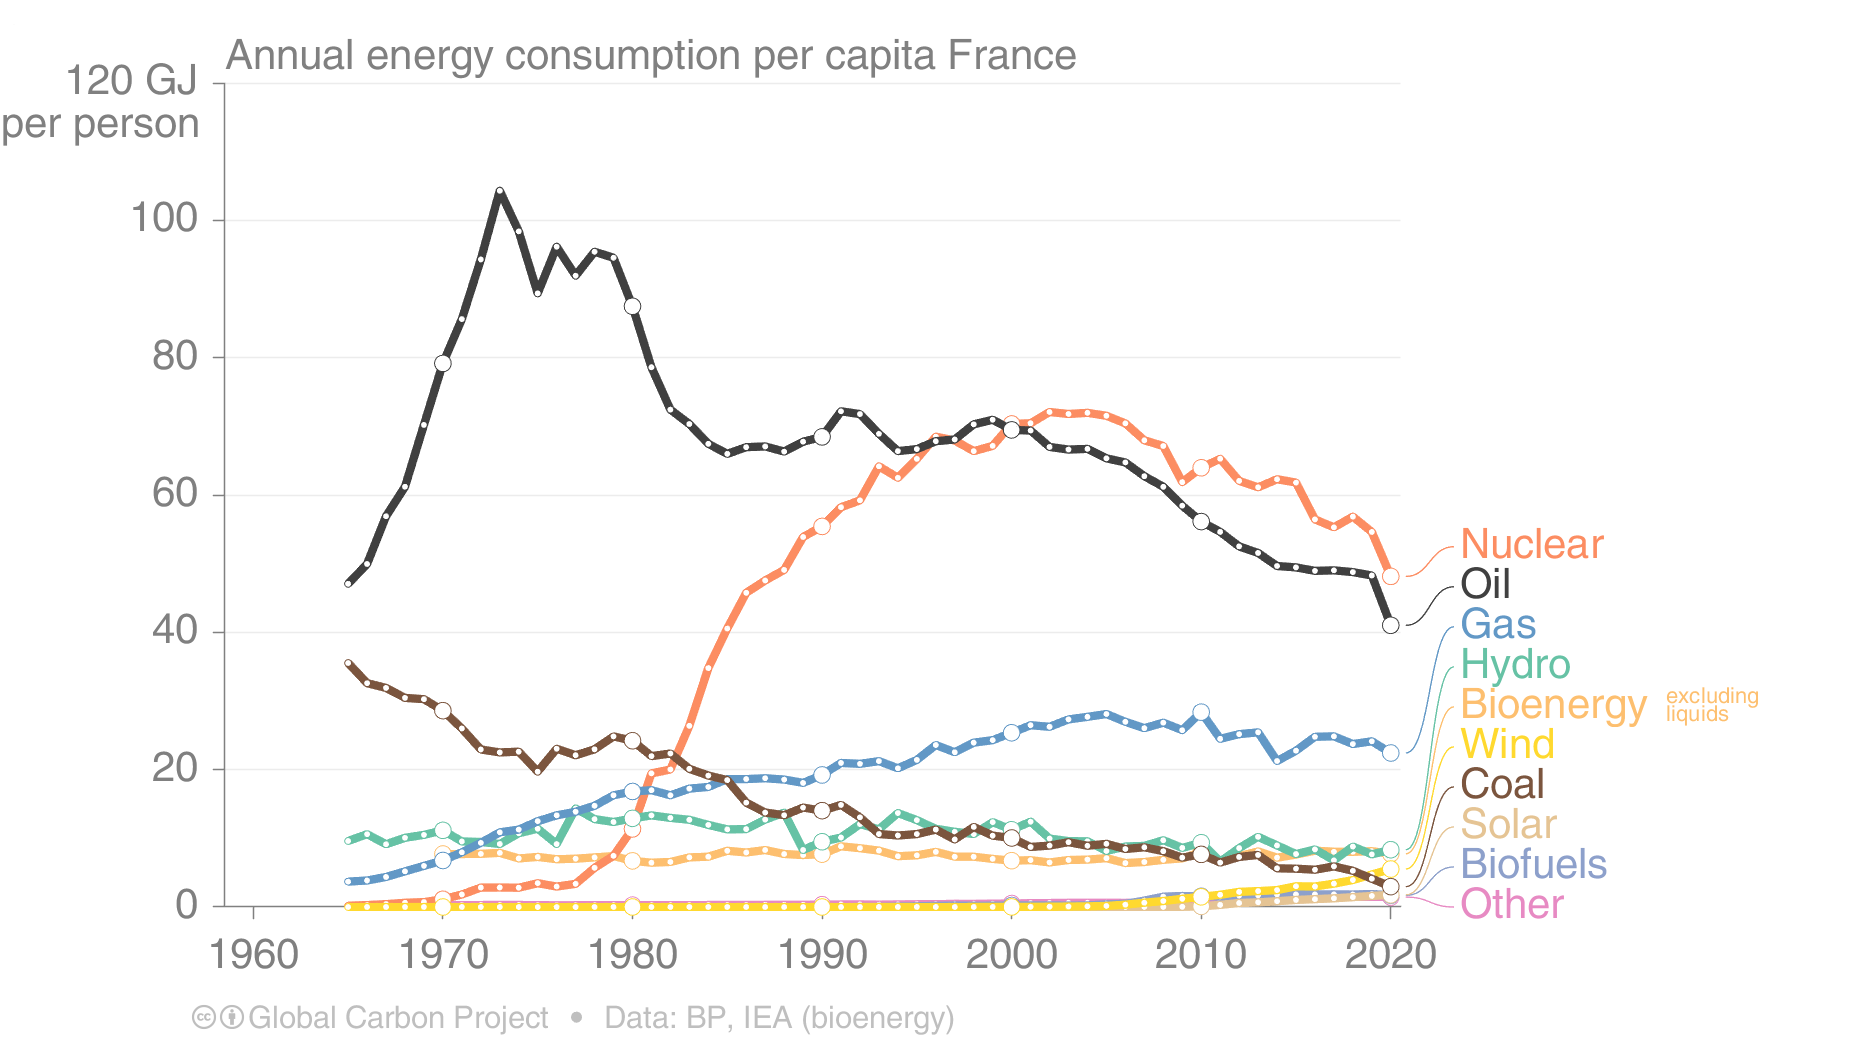 Annual energy consumption per capita France
120 GJ
per person
100
80
60
40
20
0
1960 1970 1980 1990 2000 2010 2020
Nuclear
Oil
Gas
Hydro
Bioenergy excluding liquids
Wind
Coal
Solar
Biofuels
Other
cc Global Carbon Project • Data: BP, IEA (bioenergy)